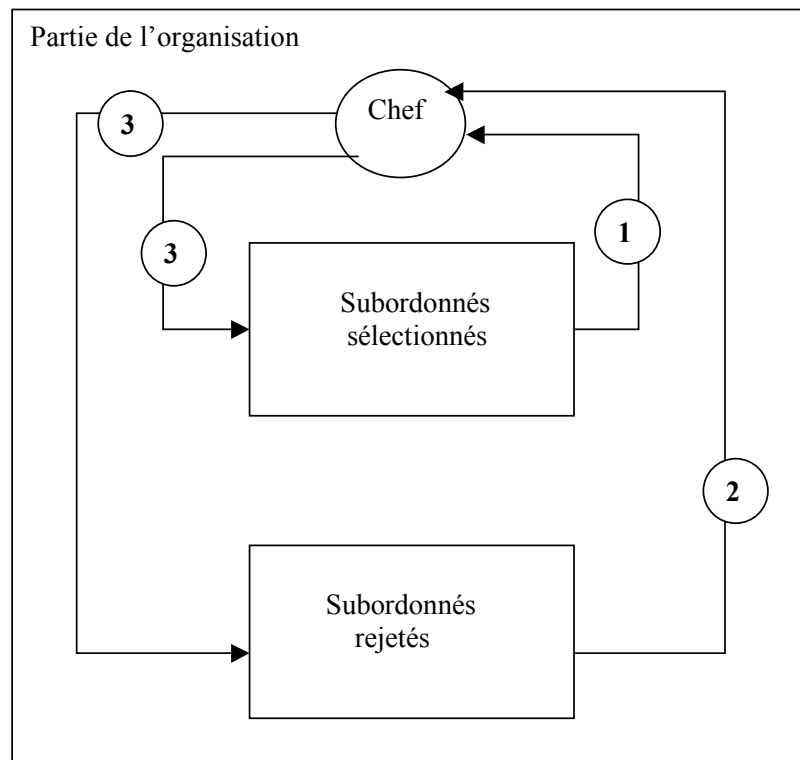 Partie de l’organisation
Chef
3
3
1
Subordonnés
sélectionnés
2
Subordonnés
rejetés